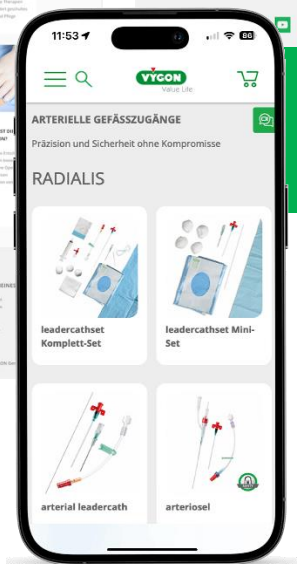 11:53
VYGON
Value Life
ARTERIELLE GEFÄSSZUGÄNGE
Präzision und Sicherheit ohne Kompromisse
RADIALIS
leadercathset
Komplett-Set
leadercathset Mini-
Set
arterial leadercath
arteriosel